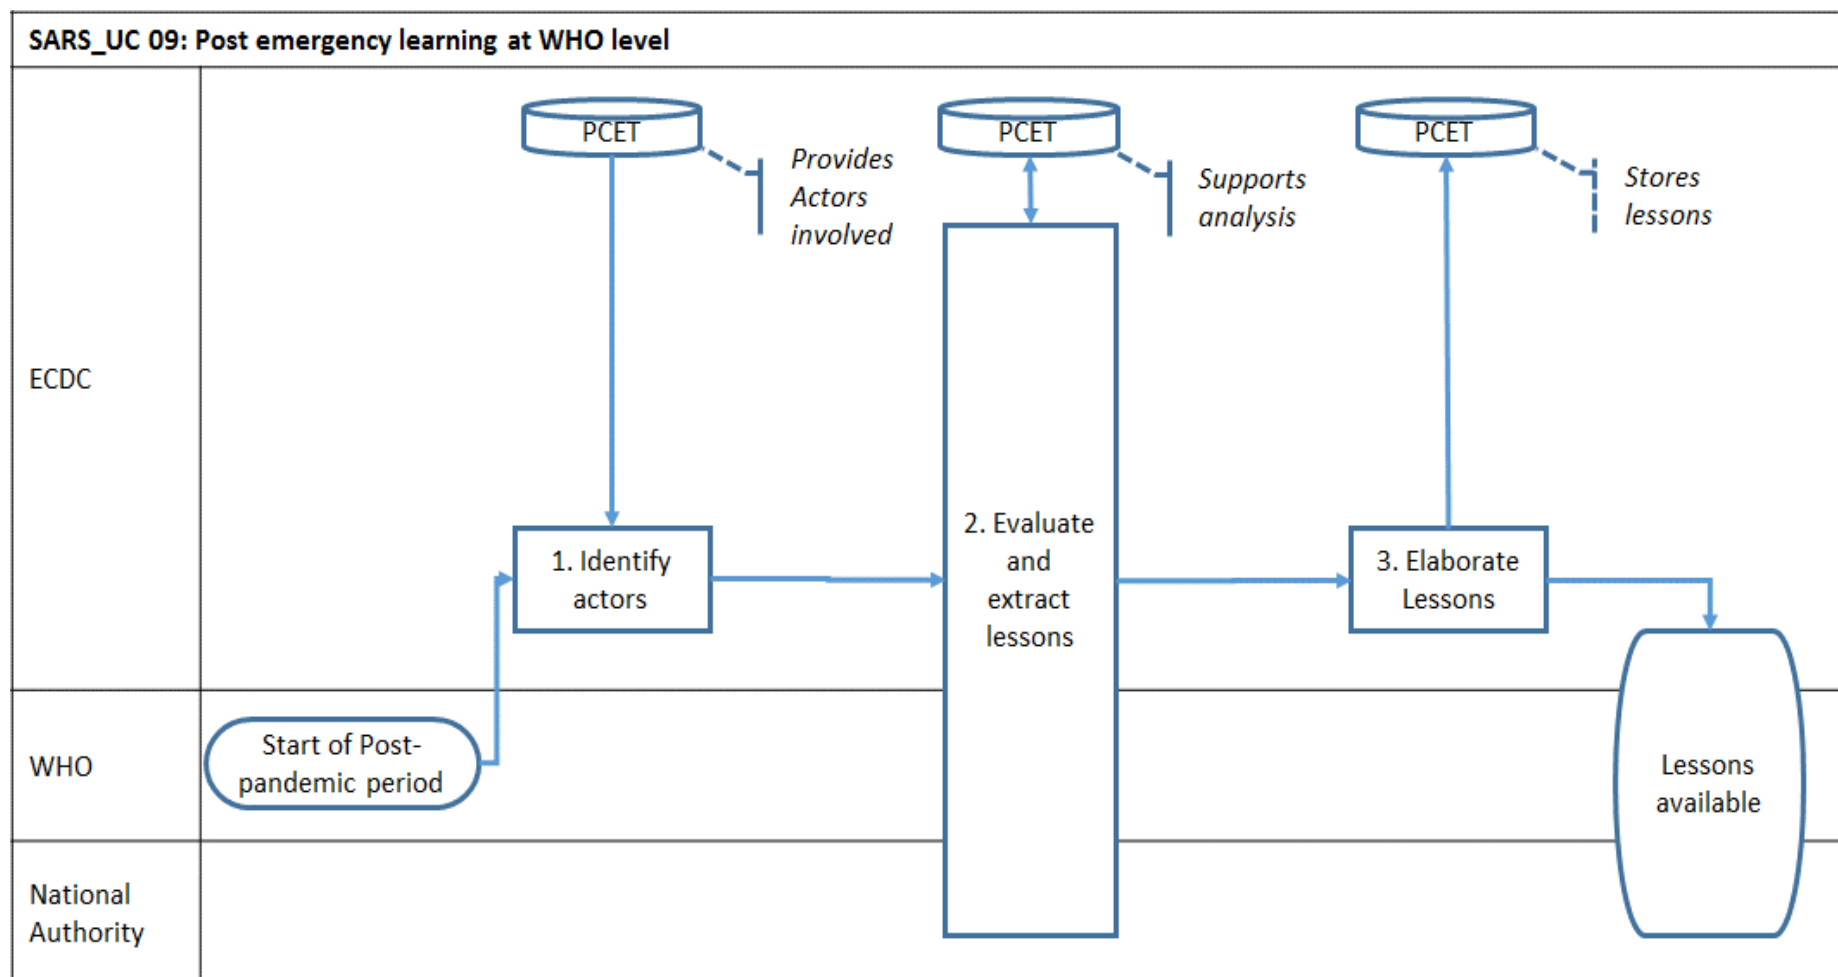 SARS_UC 09: Post emergency learning at WHO level
PCET
PCET
PCET
Provides
Actors
involved
Supports
analysis
Stores
lessons
ECDC
1. Identify
actors
2. Evaluate
and
extract
lessons
3. Elaborate
Lessons
WHO
Start of Post-
pandemic period
Lessons
available
National
Authority